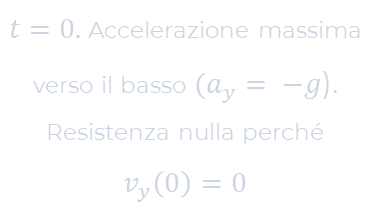 t = 0. Accelerazione massima
verso il basso (a_y = −g).
Resistenza nulla perché
v_y(0) = 0